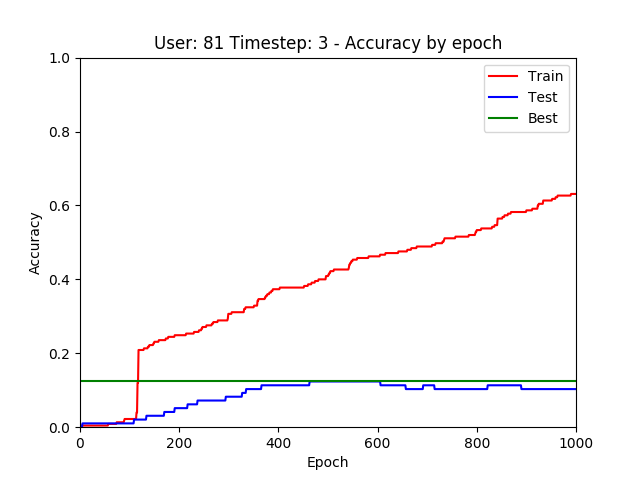 User: 81 Timestep: 3 - Accuracy by epoch
1.0
0.8
0.6
0.4
0.2
0.0
Accuracy
0 200 400 600 800 1000
Epoch
Train
Test
Best